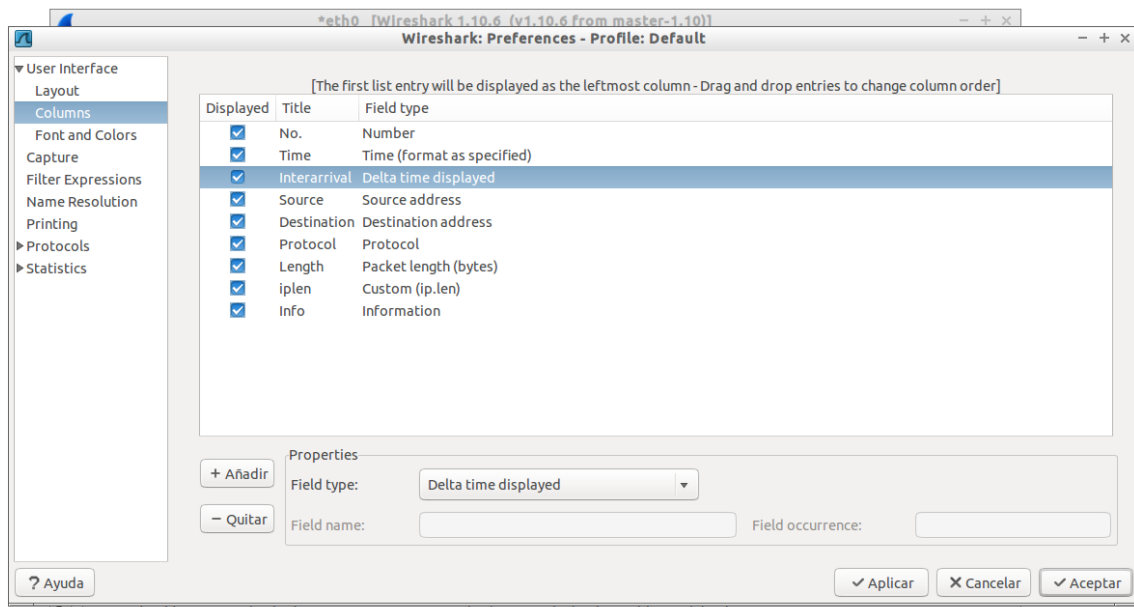 *eth0 [Wireshark 1.10.6 (v1.10.6 from master-1.10)]
Wireshark: Preferences - Profile: Default
User Interface
Layout
Columns
Font and Colors
Capture
Filter Expressions
Name Resolution
Printing
Protocols
Statistics
[The first list entry will be displayed as the leftmost column - Drag and drop entries to change column order]
Displayed Title Field type
No. Number
Time Time (format as specified)
Interarrival Delta time displayed
Source Source address
Destination Destination address
Protocol Protocol
Length Packet length (bytes)
iplen Custom (ip.len)
Info Information
Añadir
Quitar
Properties
Field type: Delta time displayed
Field name: Field occurrence:
Ayuda Aplicar Cancelar Aceptar